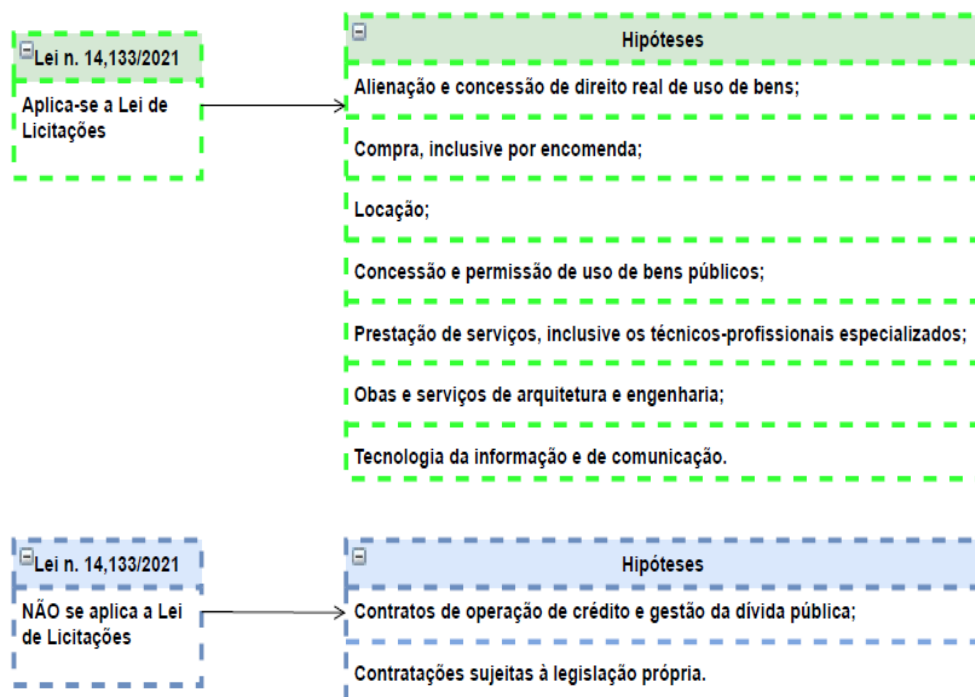 Lei n. 14,133/2021
Aplica-se a Lei de
Licitações
Hipóteses
Alienação e concessão de direito real de uso de bens;
Compra, inclusive por encomenda;
Locação;
Concessão e permissão de uso de bens públicos;
Prestação de serviços, inclusive os técnicos-profissionais especializados;
Obas e serviços de arquitetura e engenharia;
Tecnologia da informação e de comunicação.
Lei n. 14,133/2021
NÃO se aplica a Lei
de Licitações
Hipóteses
Contratos de operação de crédito e gestão da dívida pública;
Contratações sujeitas à legislação própria.